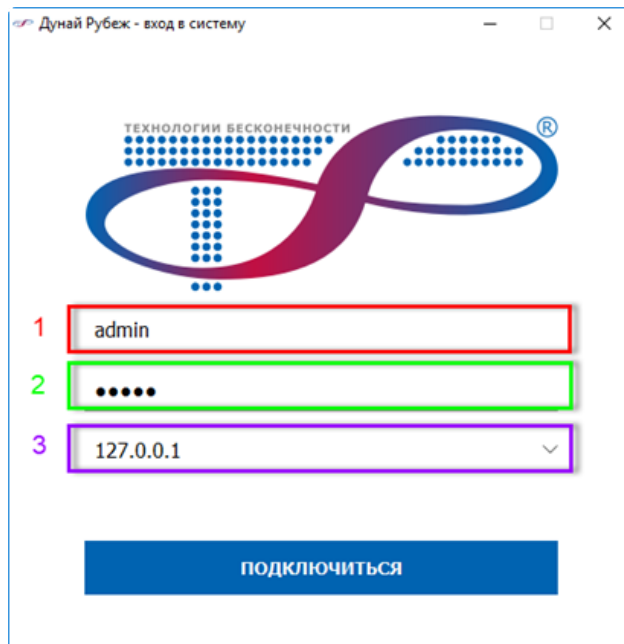 Дунай Рубеж - вход в систему
ТЕХНОЛОГИИ БЕСКОНЕЧНОСТИ
®
1
admin
2
●●●●●
3
127.0.0.1
ПОДКЛЮЧИТЬСЯ